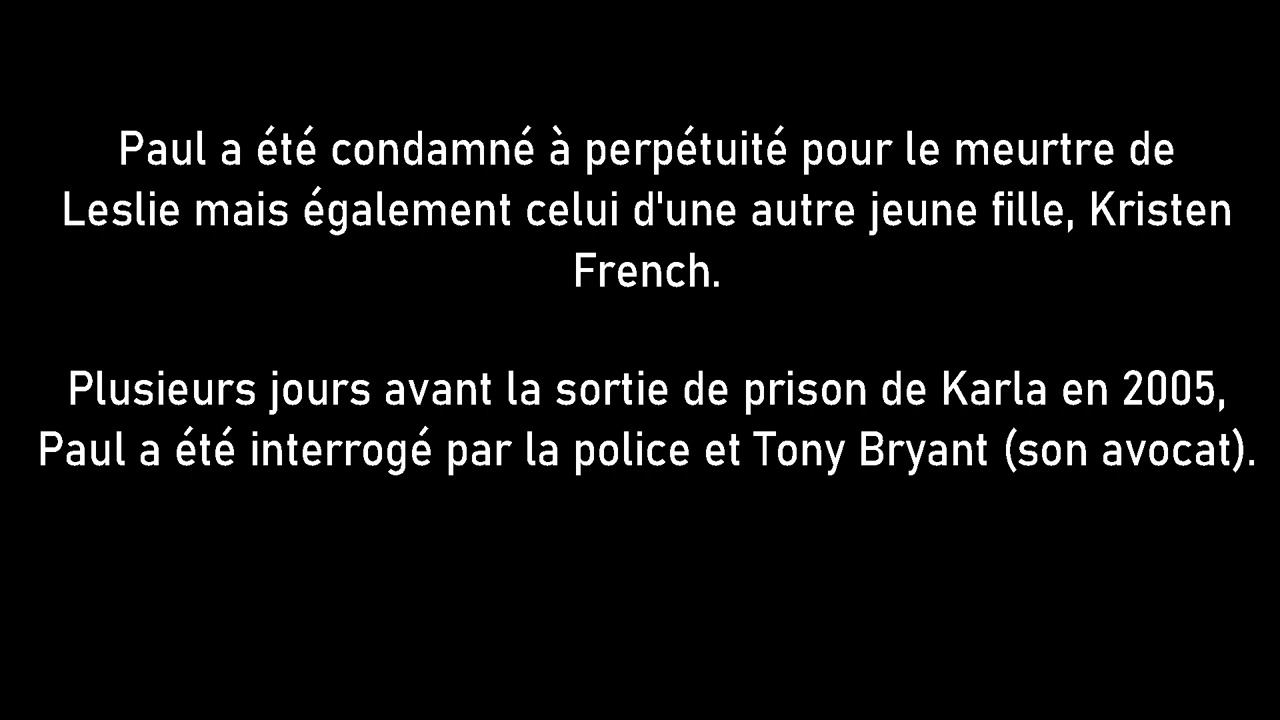 Paul a été condamné à perpétuité pour le meurtre de
Leslie mais également celui d'une autre jeune fille, Kristen
French.
Plusieurs jours avant la sortie de prison de Karla en 2005,
Paul a été interrogé par la police et Tony Bryant (son avocat).